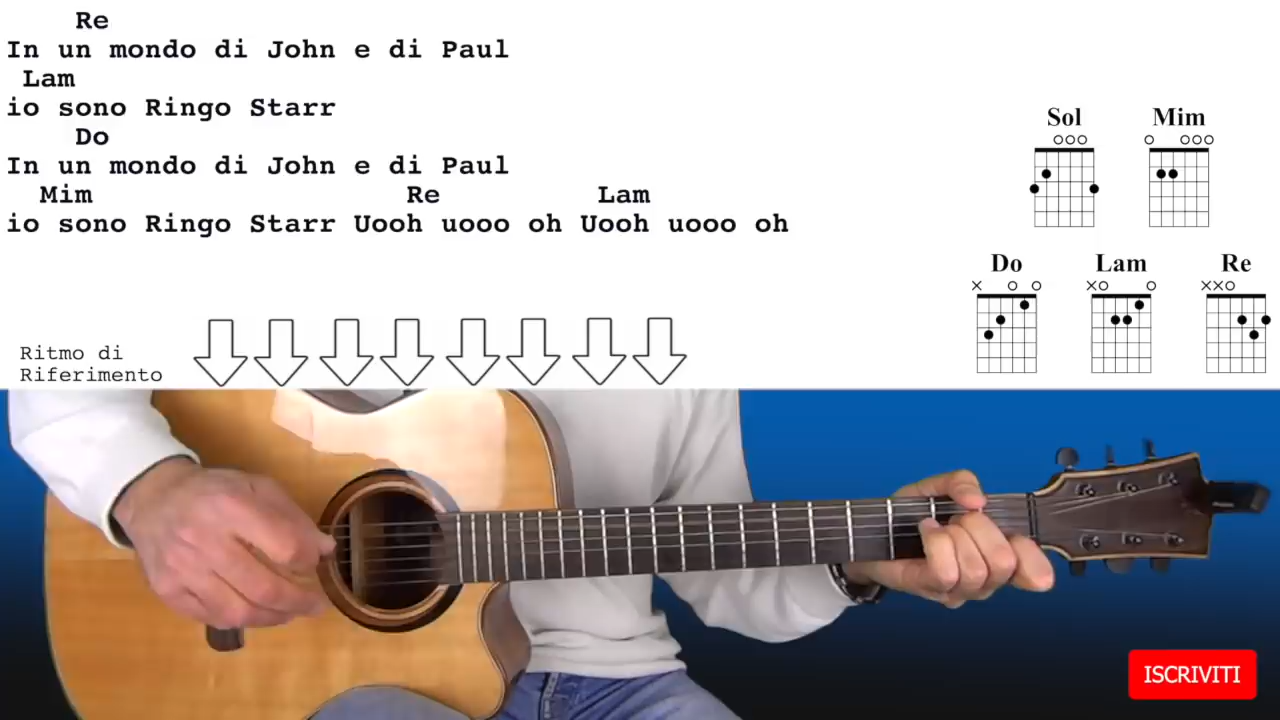 Re
In un mondo di John e di Paul
Lam
io sono Ringo Starr
Do
In un mondo di John e di Paul
Mim Re Lam
io sono Ringo Starr Uooh uooo oh Uooh uooo oh
Sol Mim
Do Lam Re
Ritmo di
Riferimento
ISCRIVITI